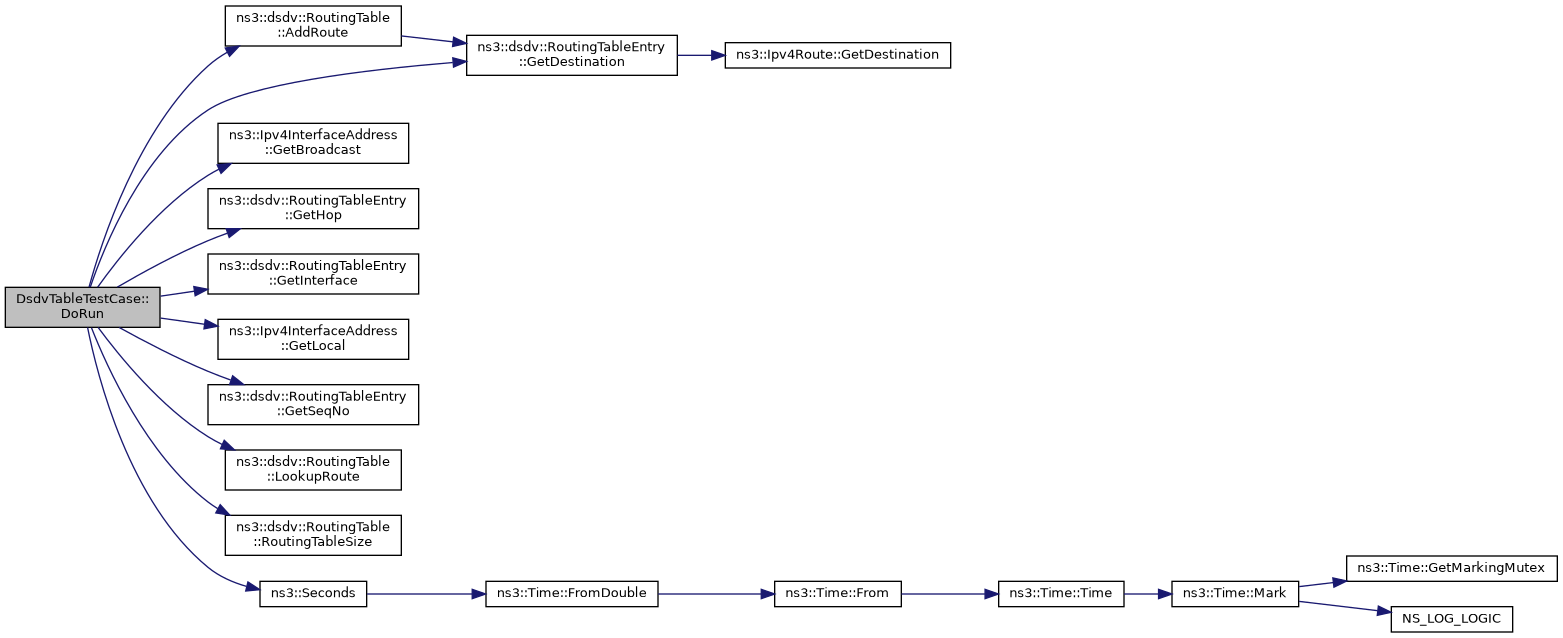 ns3::dsdv::RoutingTable
::AddRoute
ns3::dsdv::RoutingTableEntry
::GetDestination
ns3::Ipv4Route::GetDestination
ns3::Ipv4InterfaceAddress
::GetBroadcast
ns3::dsdv::RoutingTableEntry
::GetHop
ns3::dsdv::RoutingTableEntry
::GetInterface
DsdvTableTestCase::
DoRun
ns3::Ipv4InterfaceAddress
::GetLocal
ns3::dsdv::RoutingTableEntry
::GetSeqNo
ns3::dsdv::RoutingTable
::LookupRoute
ns3::dsdv::RoutingTable
::RoutingTableSize
ns3::Seconds
ns3::Time::FromDouble
ns3::Time::From
ns3::Time::Time
ns3::Time::Mark
ns3::Time::GetMarkingMutex
NS_LOG_LOGIC